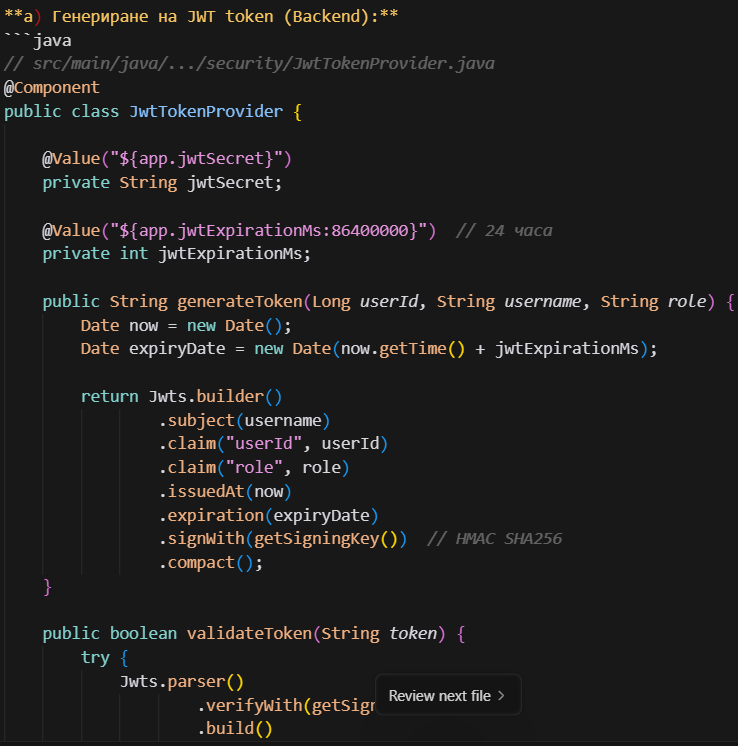 **а) Генериране на JWT token (Backend):**
```java
// src/main/java/.../security/JwtTokenProvider.java
@Component
public class JwtTokenProvider {
@Value("${app.jwtSecret}")
private String jwtSecret;
@Value("${app.jwtExpirationMs:86400000}")  // 24 часа
private int jwtExpirationMs;
public String generateToken(Long userId, String username, String role) {
Date now = new Date();
Date expiryDate = new Date(now.getTime() + jwtExpirationMs);
return Jwts.builder()
.subject(username)
.claim("userId", userId)
.claim("role", role)
.issuedAt(now)
.expiration(expiryDate)
.signWith(getSigningKey())  // HMAC SHA256
.compact();
}
public boolean validateToken(String token) {
try {
Jwts.parser()
.verifyWith(getSigr
.build()
Review next file >